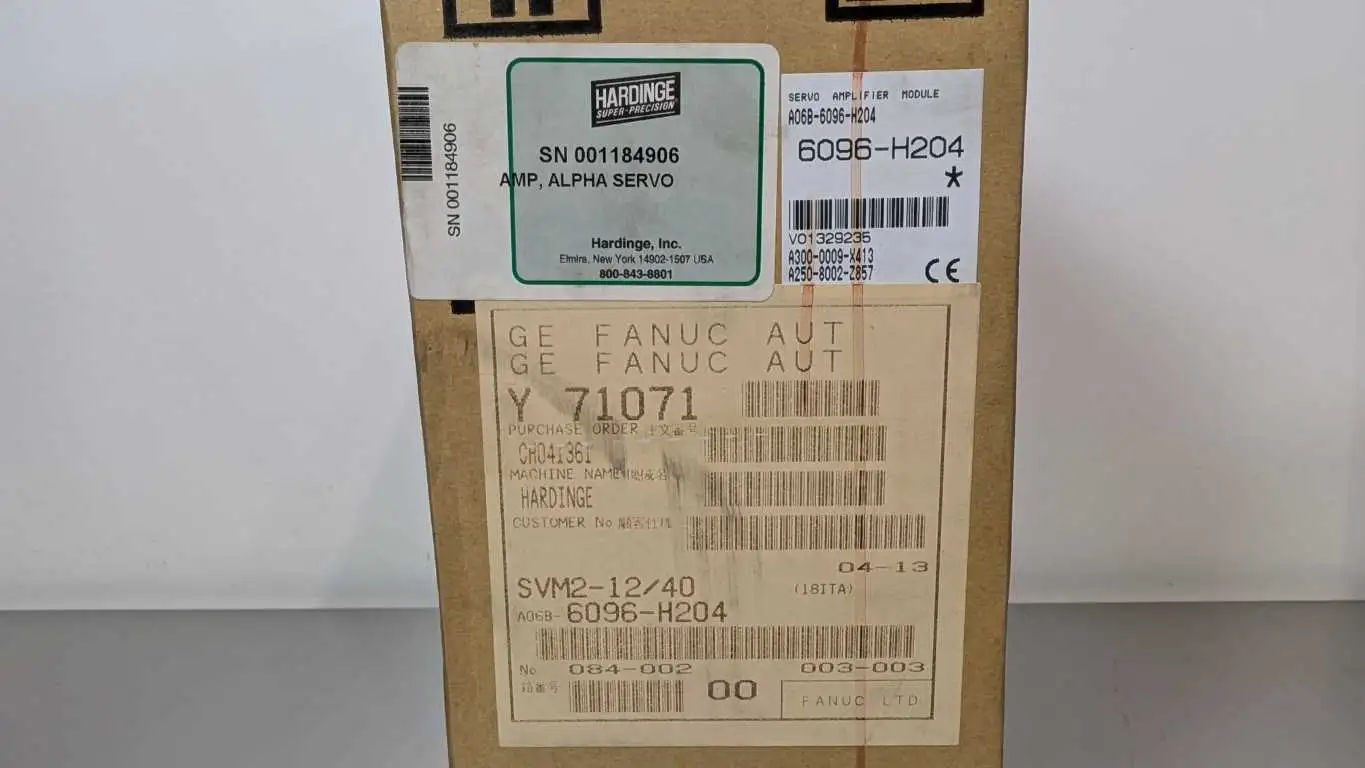 HARDINGE
SUPER-PRECISION
SN 001184906
AMP, ALPHA SERVO
Hardinge, Inc.
Elmira, New York 14902-1507 USA
800-843-8801
SN 001184906
SERVO AMPLIFIER MODULE
A06B-6096-H204
6096-H204
*
V01329235
A300-0009-X413
A250-8002-Z857
CE
GE FANUC AUT
GE FANUC AUT
Y 71071
PURCHASE ORDER 注文番号
MACHINE NAME
HARDINGE
CUSTOMER No
04-13
SVM2-12/40
(18ITA)
A06B-6096-H204
No 084-002 003-003
箱番号
00
FANUC LTD